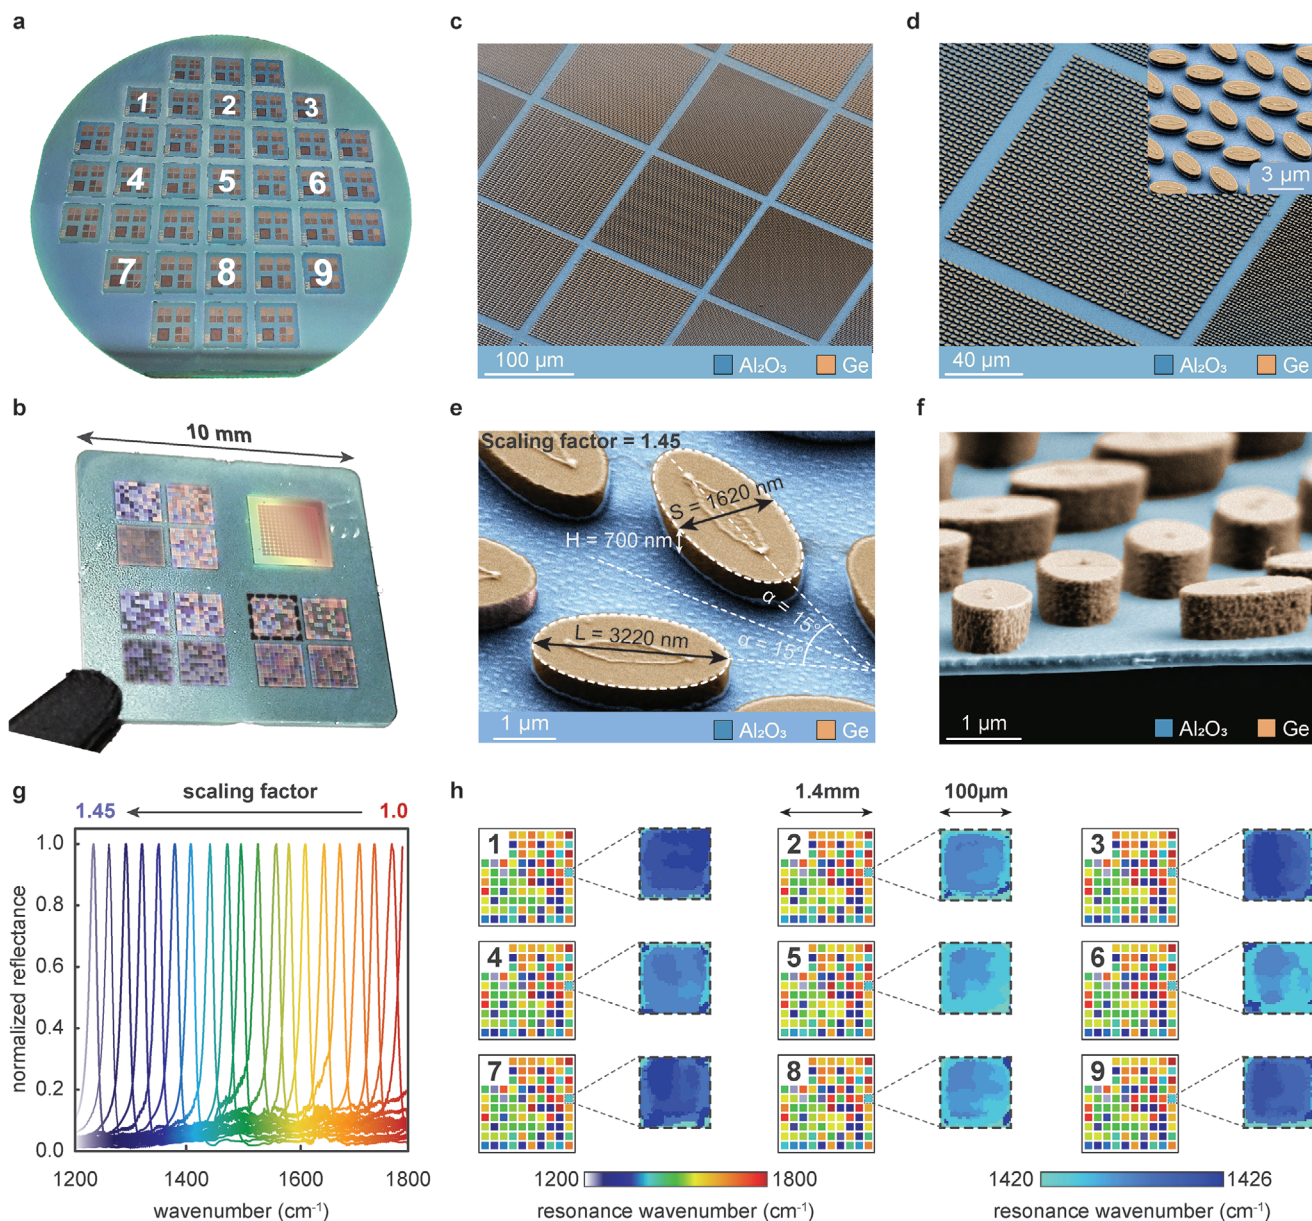 a
1 2 3
4 5 6
7 8 9
b
10 mm
c
100 µm Al₂O₃ Ge
d
3 µm
40 µm Al₂O₃ Ge
e
Scaling factor = 1.45
S = 1620 nm
H = 700 nm
α = 15°
α = 15°
L = 3220 nm
1 µm Al₂O₃ Ge
f
1 µm Al₂O₃ Ge
g
scaling factor
1.45 1.0
1.0
0.8
0.6
0.4
0.2
0.0
normalized reflectance
1200 1400 1600 1800
wavenumber (cm⁻¹)
h
1.4mm 100µm
1 2 3
4 5 6
7 8 9
1200 1800
resonance wavenumber (cm⁻¹)
1420 1426
resonance wavenumber (cm⁻¹)